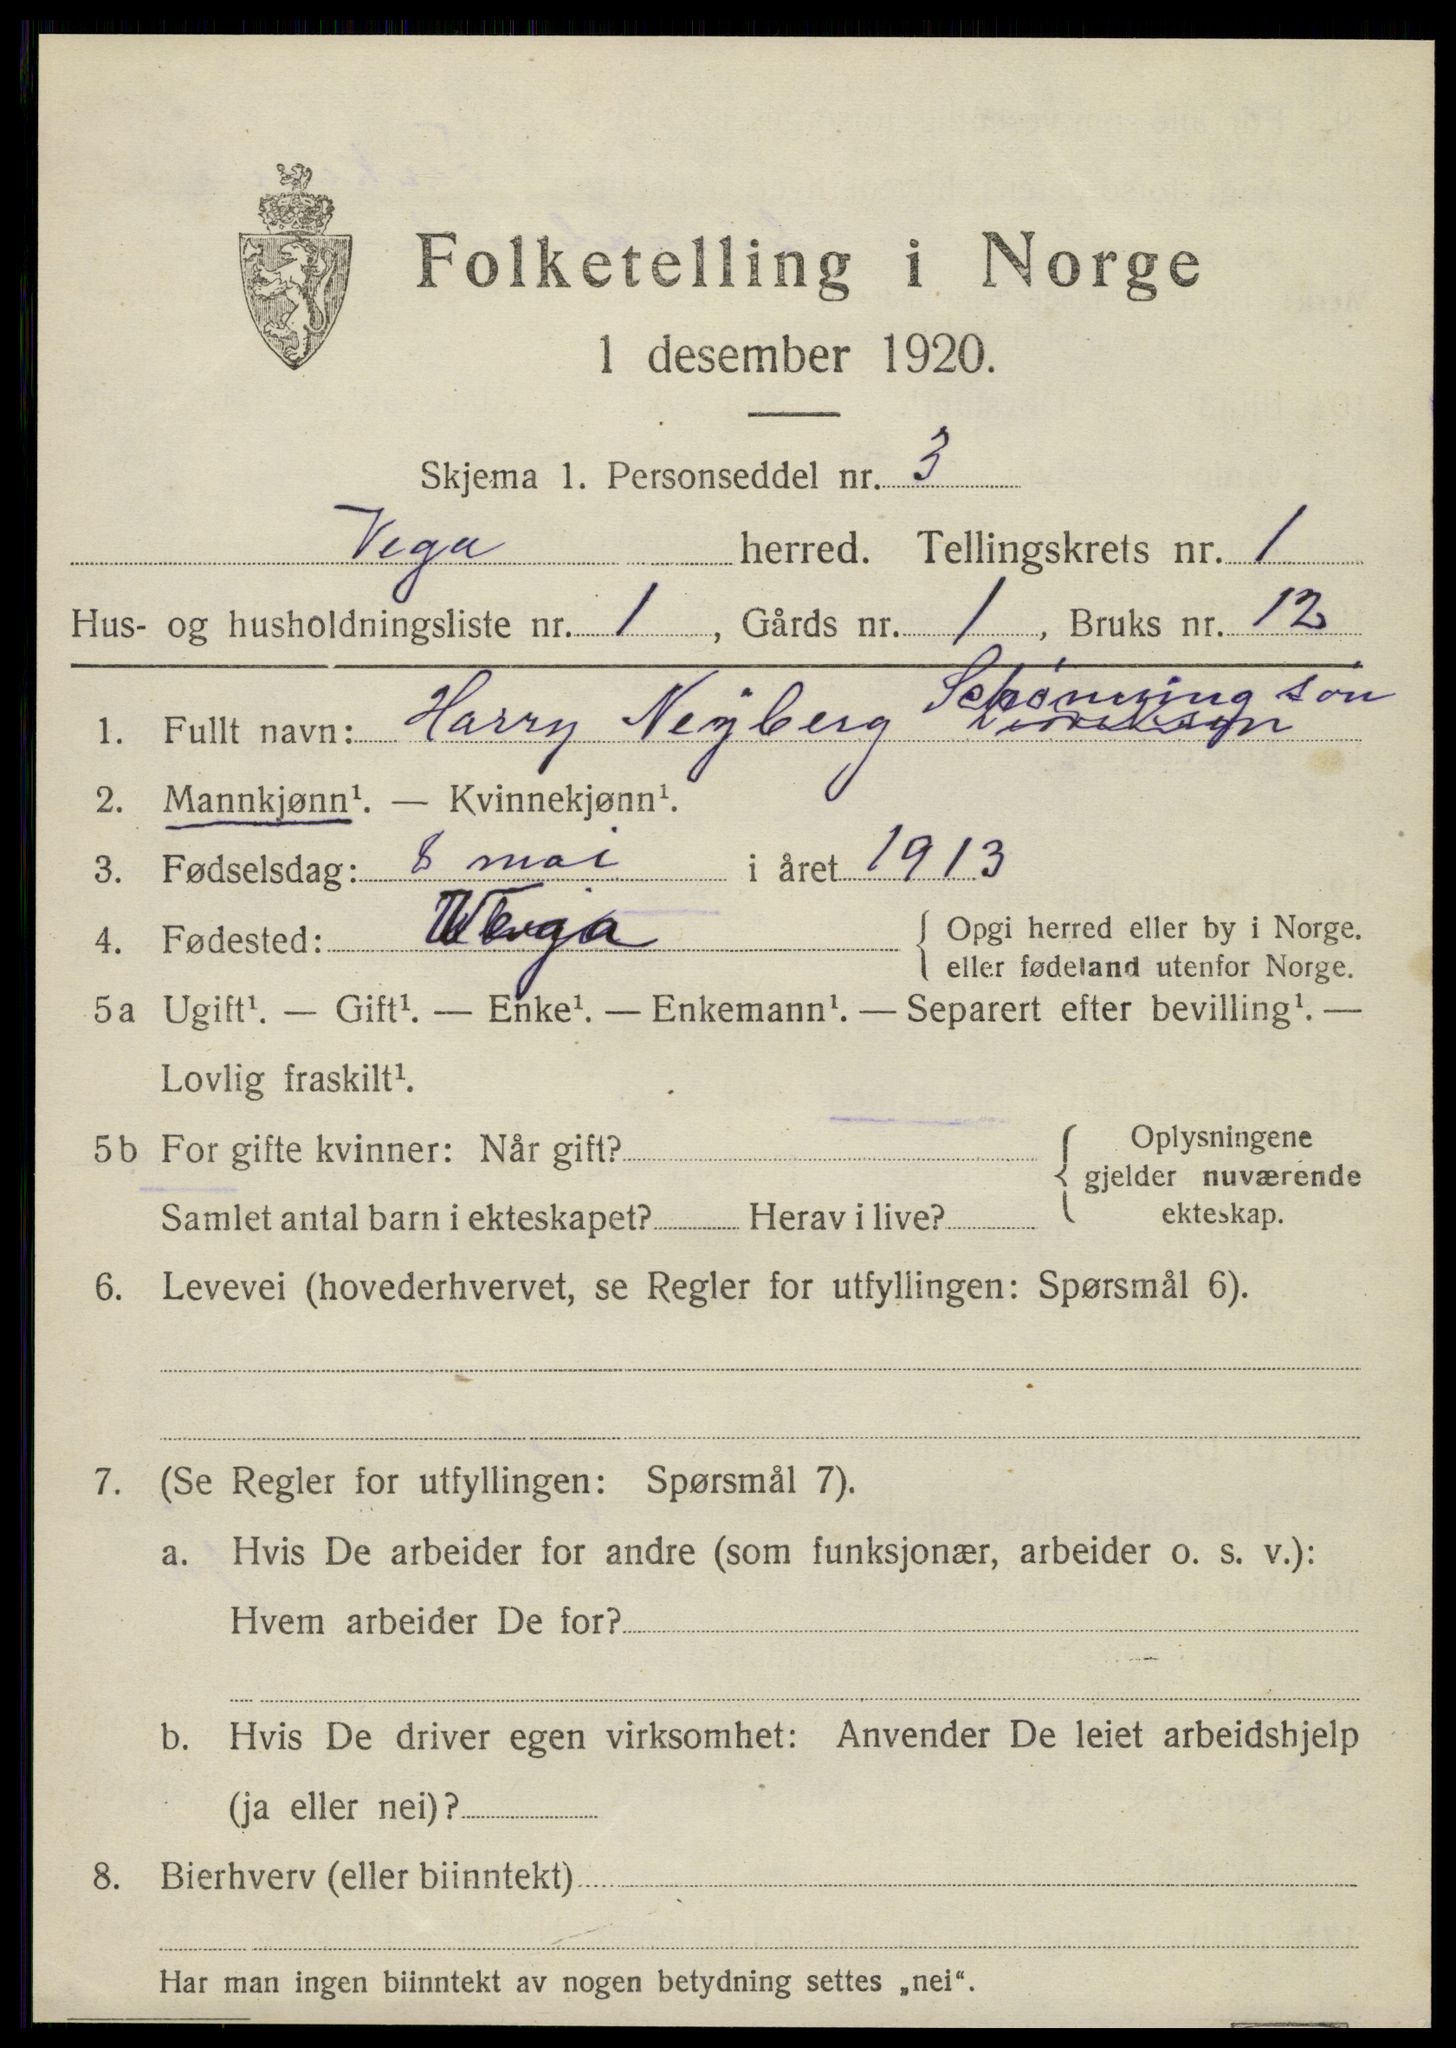 Folketelling i Norge
1 desember 1920.
Skjema 1. Personseddel nr. 3
Vega herred. Tellingskrets nr. 1
Hus- og husholdningsliste nr. 1, Gårds nr. 1, Bruks nr. 12
1. Fullt navn: Harry Neyberg Schønning søn
2. Mannkjønn¹. — Kvinnekjønn¹.
3. Fødselsdag: 8 mai i året 1913
4. Fødested: Vega { Opgi herred eller by i Norge.
eller fødeland utenfor Norge.
5a Ugift¹. — Gift¹. — Enke¹. — Enkemann¹. — Separert efter bevilling¹. —
Lovlig fraskilt¹.
5b For gifte kvinner: Når gift? { Oplysningene
gjelder nuværende
Samlet antal barn i ekteskapet? Herav i live? ekteskap.
6. Levevei (hovederhvervet, se Regler for utfyllingen: Spørsmål 6).
7. (Se Regler for utfyllingen: Spørsmål 7).
a. Hvis De arbeider for andre (som funksjonær, arbeider o. s. v.):
Hvem arbeider De for?
b. Hvis De driver egen virksomhet: Anvender De leiet arbeidshjelp
(ja eller nei)?
8. Bierhverv (eller biinntekt)
Har man ingen biinntekt av nogen betydning settes „nei“.